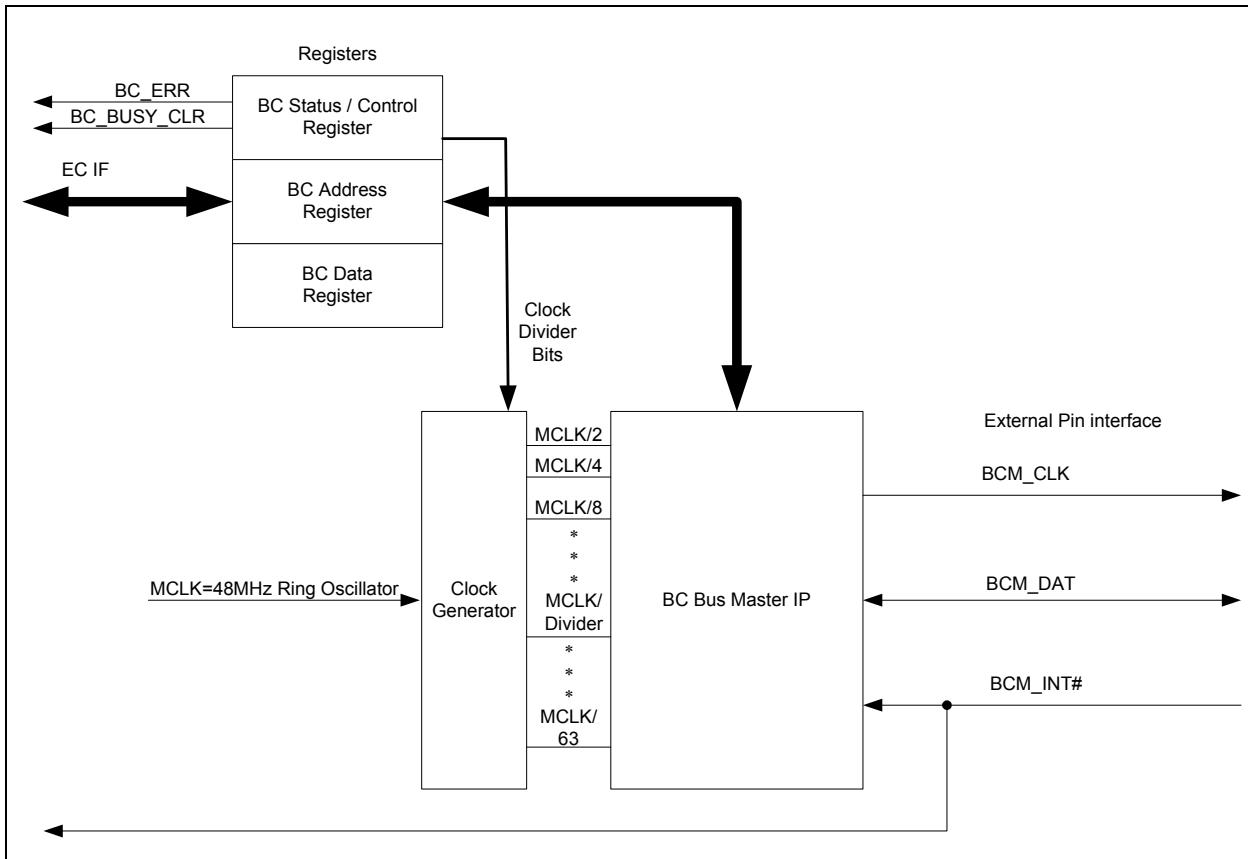 Registers
BC_ERR
BC_BUSY_CLR
BC Status / Control
Register
EC IF
BC Address
Register
BC Data
Register
Clock
Divider
Bits
MCLK/2
MCLK/4
MCLK/8
*
*
*
MCLK/
Divider
*
*
*
MCLK/
63
MCLK=48MHz Ring Oscillator
Clock
Generator
BC Bus Master IP
External Pin interface
BCM_CLK
BCM_DAT
BCM_INT#